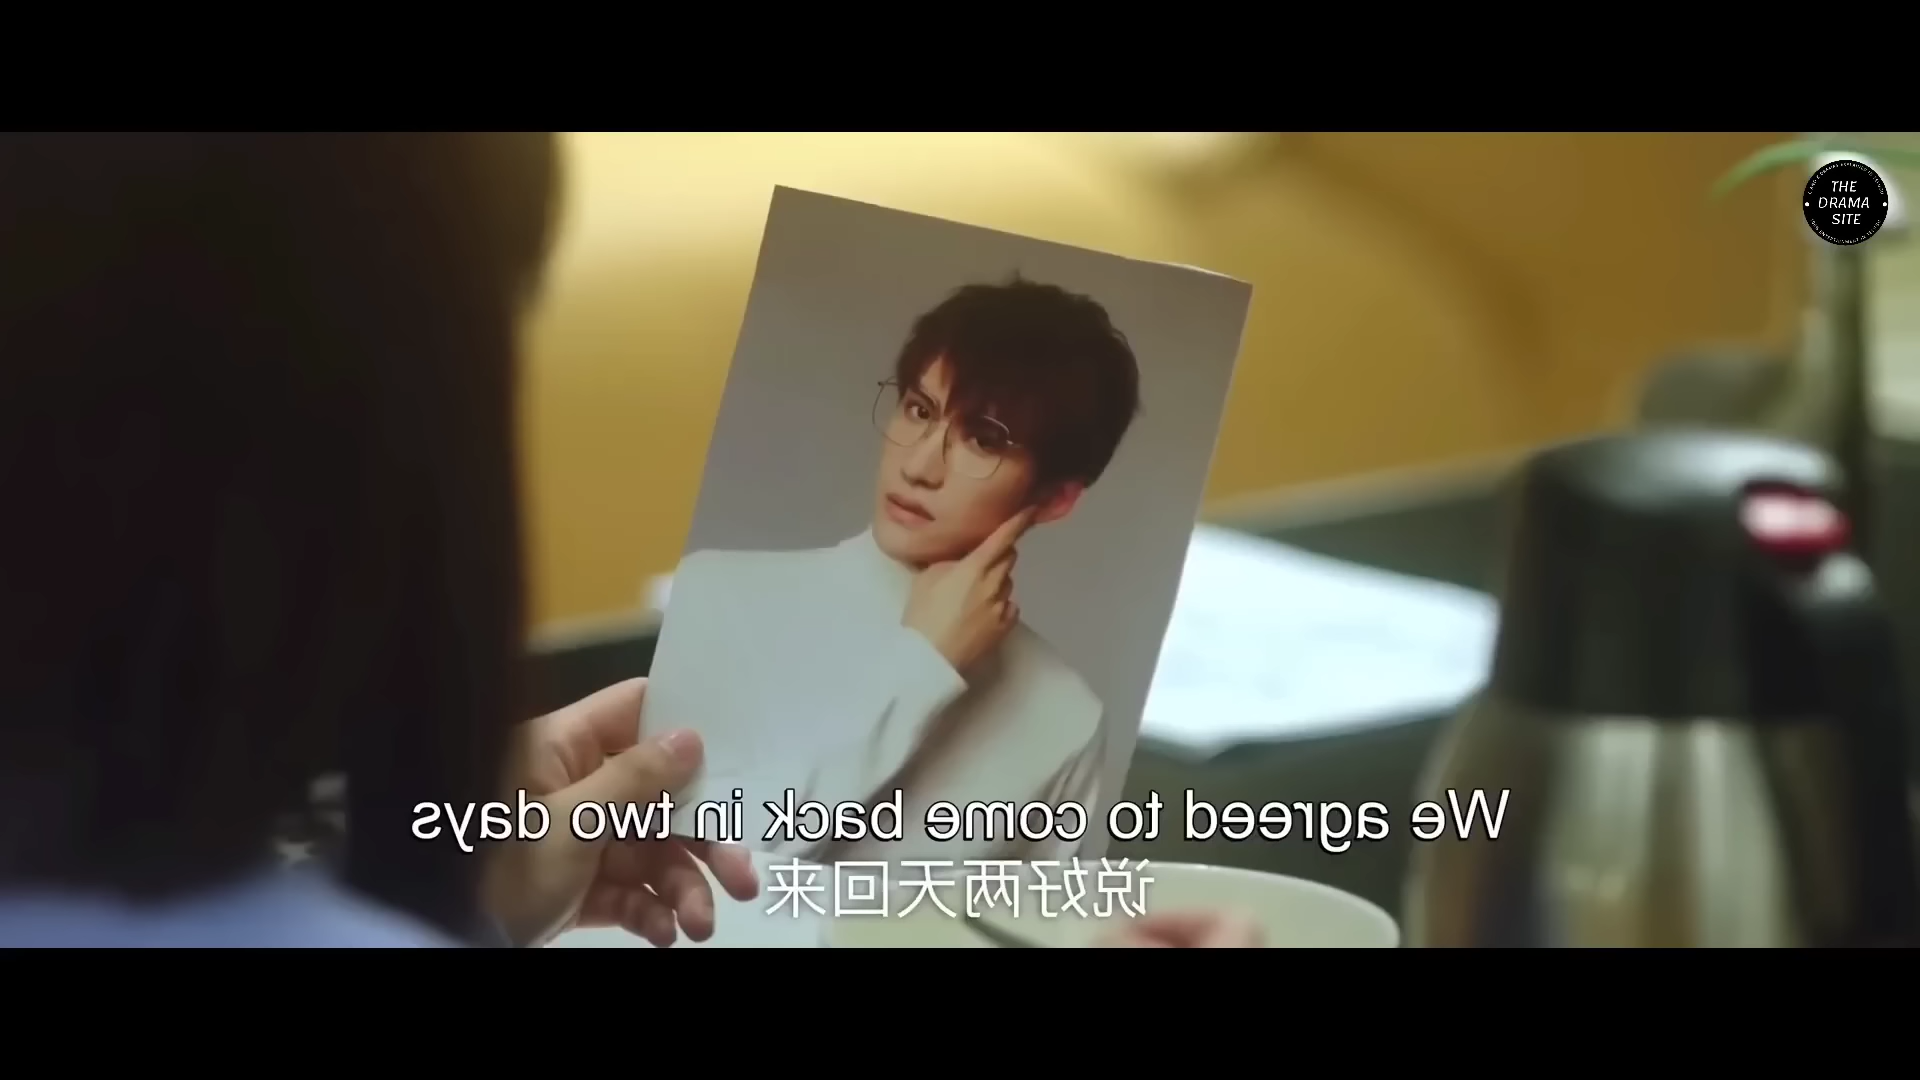 THE
DRAMA
SITE
We agreed to come back in two days
说好两天回来